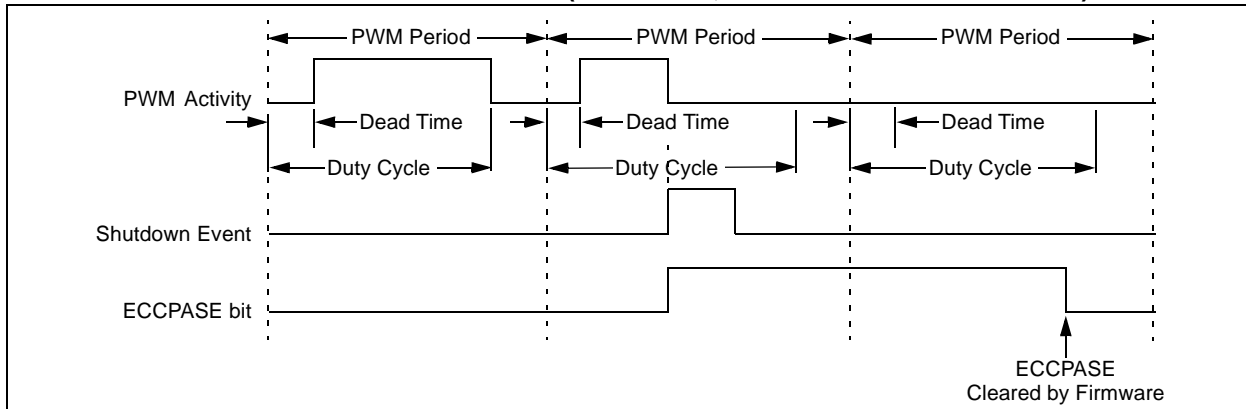 PWM Period PWM Period PWM Period
PWM Activity
Dead Time Dead Time Dead Time
Duty Cycle Duty Cycle Duty Cycle
Shutdown Event
ECCPASE bit
ECCPASE
Cleared by Firmware